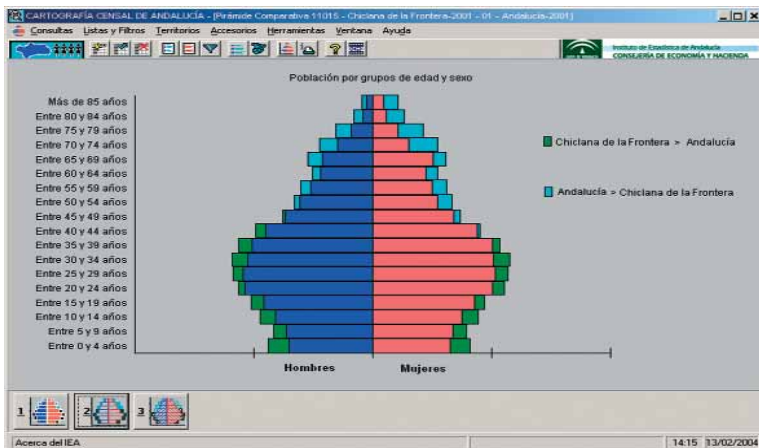 CARTOGRAFÍA CENSAL DE ANDALUCÍA - [Pirámide Comparativa 11015 - Chiclana de la Frontera-2001 - 01 - Andalucía-2001]
Consultas Listas y Filtros Territorios Accesorios Herramientas Ventana Ayuda
Instituto de Estadística de Andalucía
CONSEJERÍA DE ECONOMÍA Y HACIENDA
Población por grupos de edad y sexo
Más de 85 años
Entre 80 y 84 años
Entre 75 y 79 años
Entre 70 y 74 años
Entre 65 y 69 años
Entre 60 y 64 años
Entre 55 y 59 años
Entre 50 y 54 años
Entre 45 y 49 años
Entre 40 y 44 años
Entre 35 y 39 años
Entre 30 y 34 años
Entre 25 y 29 años
Entre 20 y 24 años
Entre 15 y 19 años
Entre 10 y 14 años
Entre 5 y 9 años
Entre 0 y 4 años
Chiclana de la Frontera > Andalucía
Andalucía > Chiclana de la Frontera
Hombres Mujeres
1 2 3
Acerca del IEA 14:15 13/02/2004